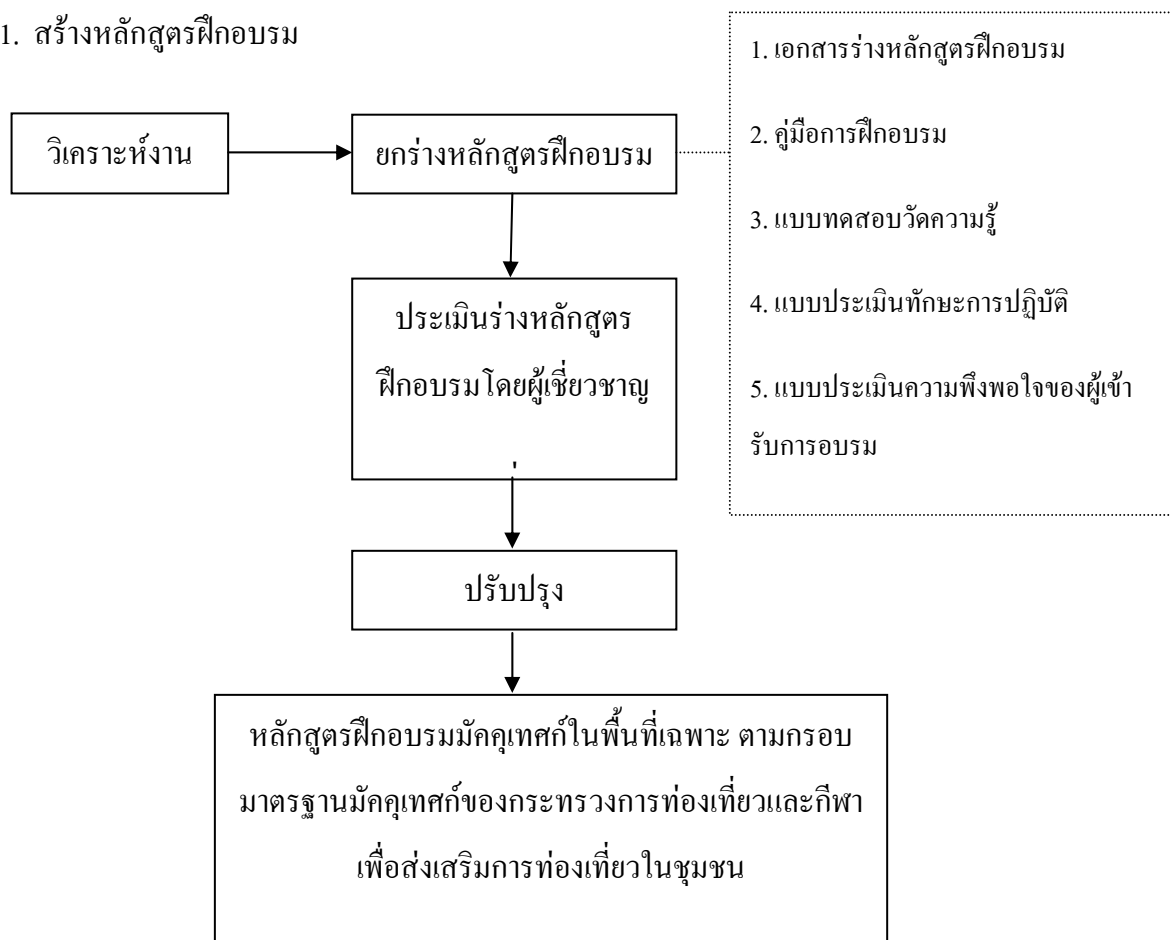 1. สร้างหลักสูตรฝึกอบรม
วิเคราะห์งาน
ยกร่างหลักสูตรฝึกอบรม
1. เอกสารร่างหลักสูตรฝึกอบรม
2. คู่มือการฝึกอบรม
3. แบบทดสอบวัดความรู้
4. แบบประเมินทักษะการปฏิบัติ
5. แบบประเมินความพึงพอใจของผู้เข้า
รับการอบรม
ประเมินร่างหลักสูตร
ฝึกอบรมโดยผู้เชี่ยวชาญ
ปรับปรุง
หลักสูตรฝึกอบรมมัคคุเทศก์ในพื้นที่เฉพาะ ตามกรอบ
มาตรฐานมัคคุเทศก์ของกระทรวงการท่องเที่ยวและกีฬา
เพื่อส่งเสริมการท่องเที่ยวในชุมชน